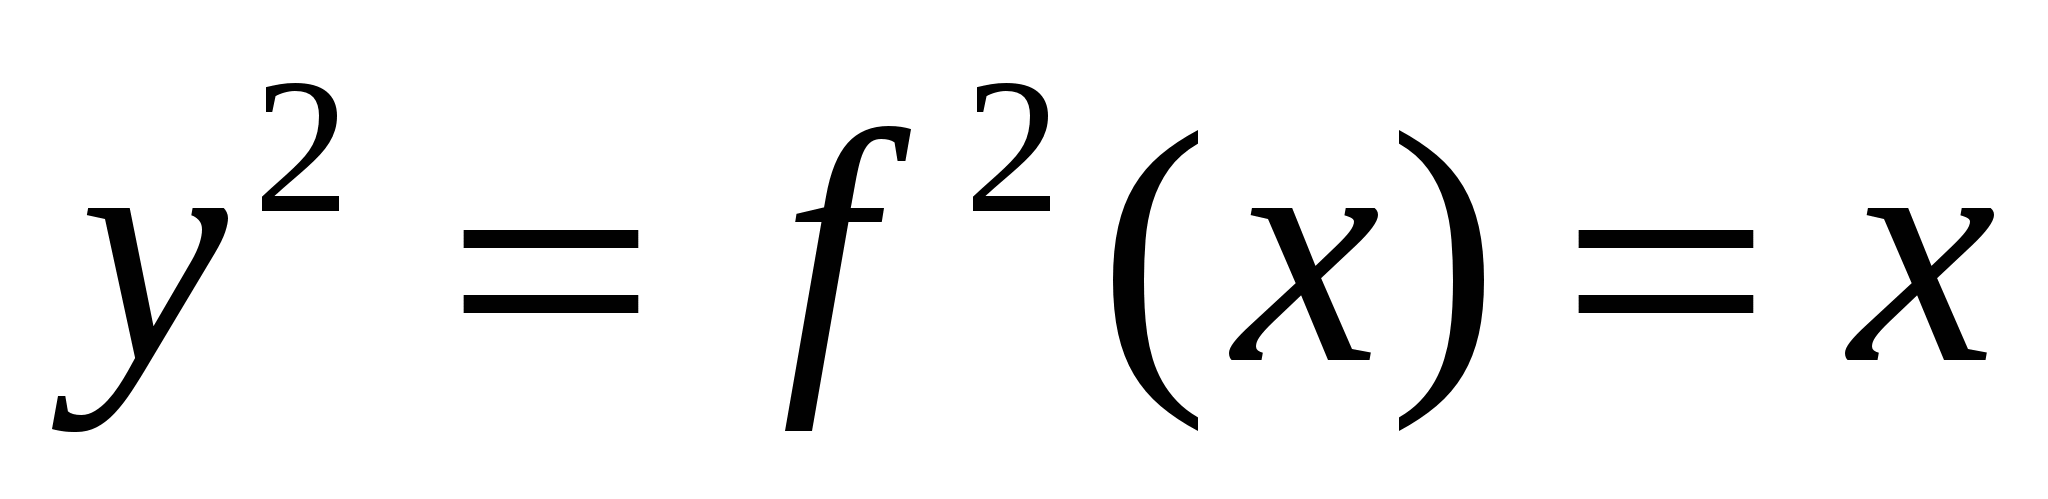 y² = f²(x) = x